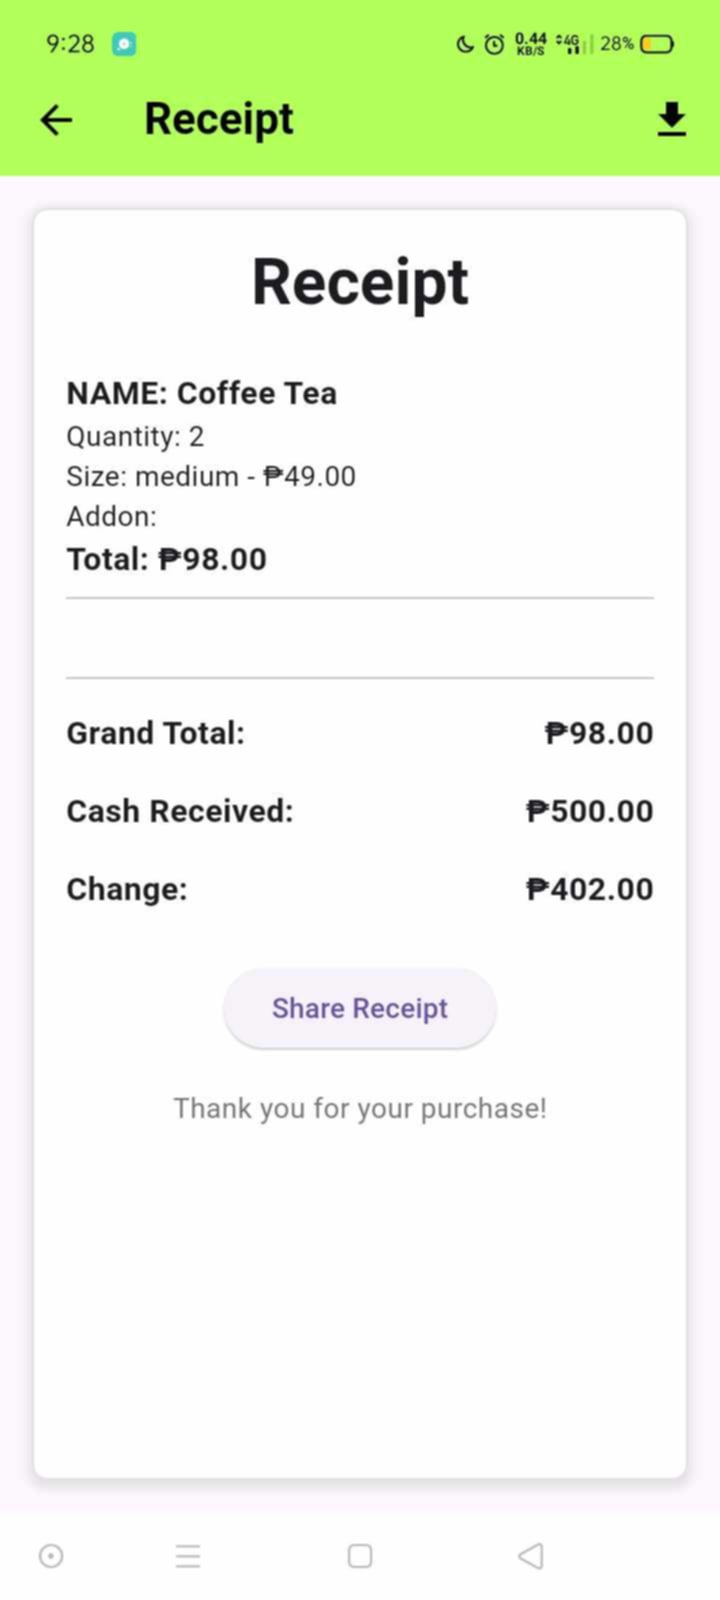 9:28 0.44 KB/S 4G 28%
Receipt
Receipt
NAME: Coffee Tea
Quantity: 2
Size: medium - ₱49.00
Addon:
Total: ₱98.00
Grand Total: ₱98.00
Cash Received: ₱500.00
Change: ₱402.00
Share Receipt
Thank you for your purchase!